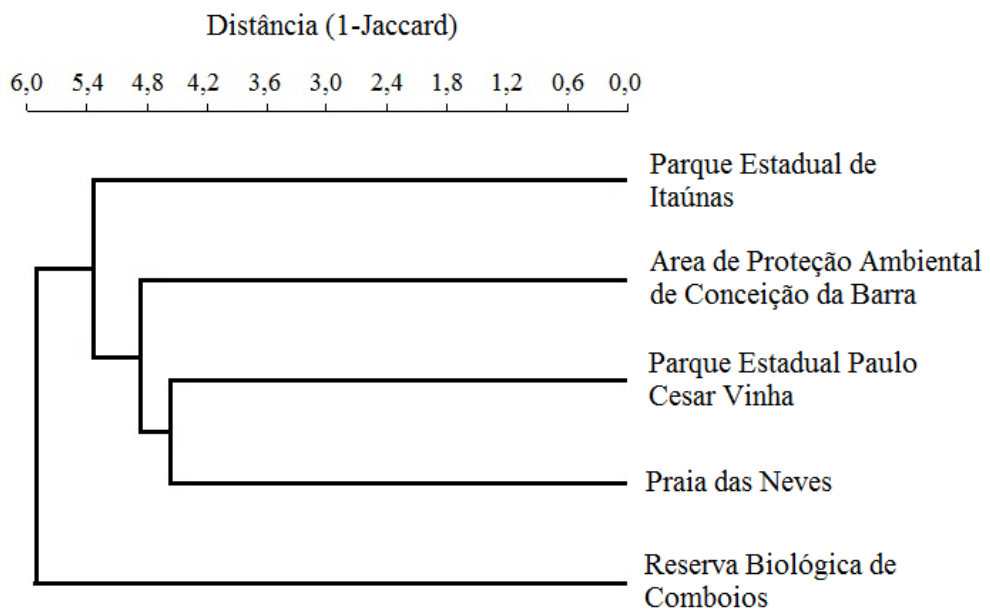 Distância (1-Jaccard)
6,0 5,4 4,8 4,2 3,6 3,0 2,4 1,8 1,2 0,6 0,0
Parque Estadual de
Itaúnas
Area de Proteção Ambiental
de Conceição da Barra
Parque Estadual Paulo
Cesar Vinha
Praia das Neves
Reserva Biológica de
Comboios